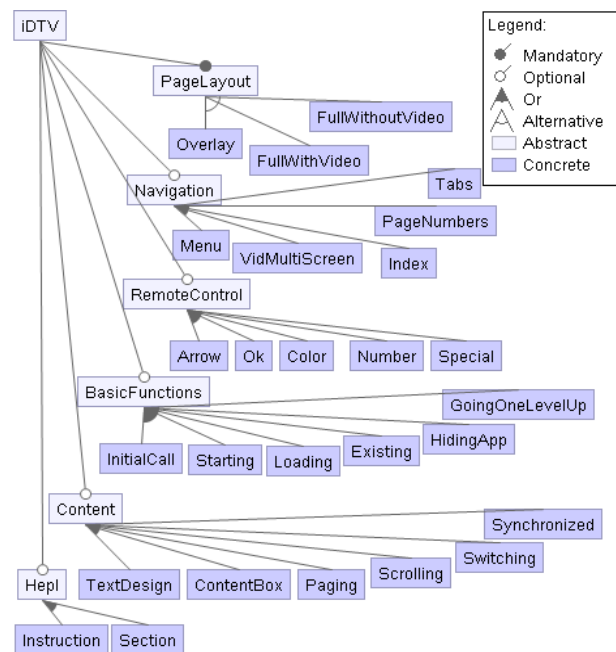 iDTV
Legend:
Mandatory
Optional
Or
Alternative
Abstract
Concrete
PageLayout
FullWithoutVideo
Overlay
FullWithVideo
Tabs
Navigation
PageNumbers
Menu
VidMultiScreen
Index
RemoteControl
Arrow
Ok
Color
Number
Special
BasicFunctions
GoingOneLevelUp
HidingApp
Existing
InitialCall
Starting
Loading
Content
Synchronized
Switching
Scrolling
TextDesign
ContentBox
Paging
Hepl
Instruction
Section